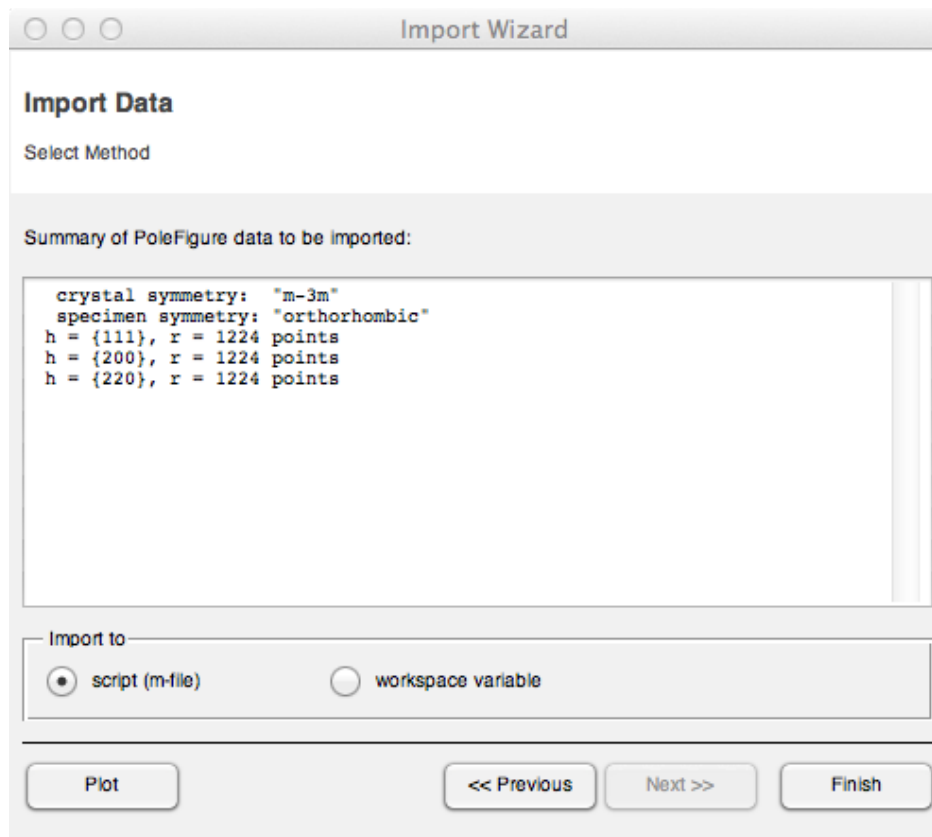 Import Wizard
Import Data
Select Method
Summary of PoleFigure data to be imported:
crystal symmetry: "m-3m"
specimen symmetry: "orthorhombic"
h = {111}, r = 1224 points
h = {200}, r = 1224 points
h = {220}, r = 1224 points
Import to
script (m-file) workspace variable
Plot << Previous Next >> Finish